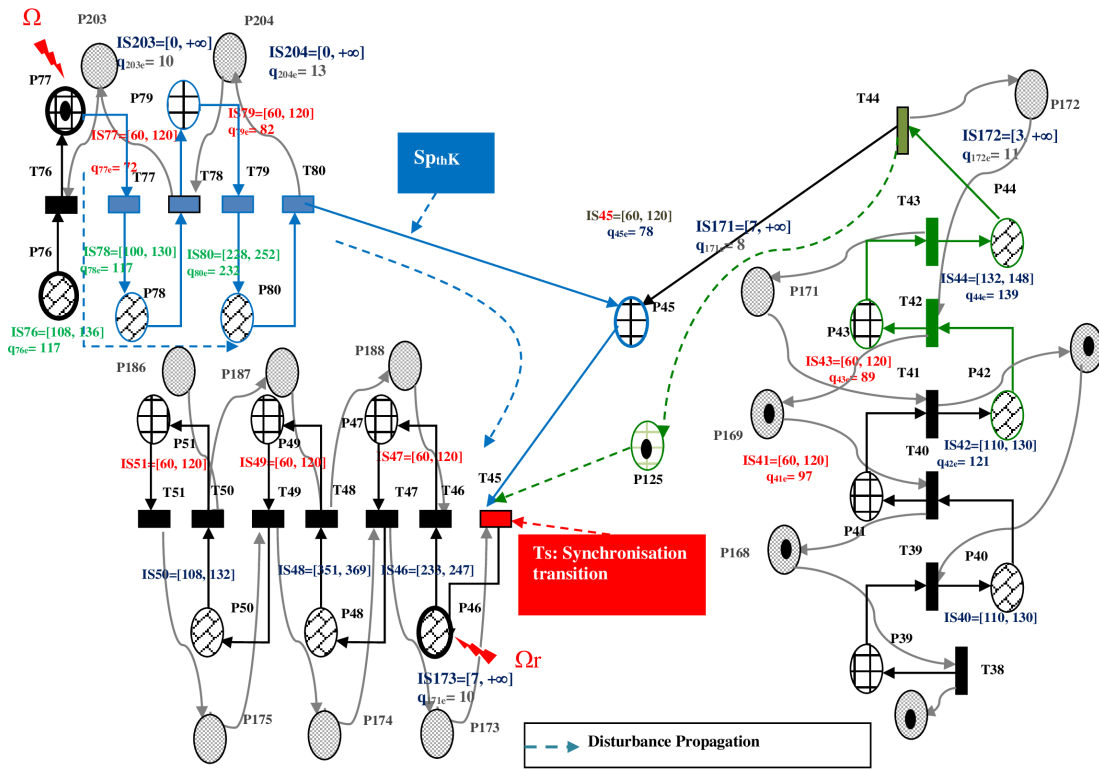 Ω
P203
P204
IS203=[0, +∞[
q203e= 10
IS204=[0, +∞[
q204e= 13
P77
P79
IS77=[60, 120]
q77e= 72
IS79=[60, 120]
q79e= 82
T76
T77
T78
T79
T80
SpthK
P76
IS78=[100, 130]
q78e= 117
IS80=[228, 252]
q80e= 232
P78
P80
IS76=[108, 136]
q76e= 117
T44
P172
IS172=[3, +∞[
q172e= 11
P44
T43
IS45=[60, 120]
q45e= 78
IS171=[7, +∞[
q171e= 8
P45
P171
IS44=[132, 148]
q44e= 139
T42
P43
IS43=[60, 120]
q43e= 89
T41
P42
P186
P187
P188
P51
P49
P47
IS51=[60, 120]
IS49=[60, 120]
IS47=[60, 120]
P169
IS41=[60, 120]
q41e= 97
T40
IS42=[110, 130]
q42e= 121
P125
T51
T50
T49
T48
T47
T46
T45
P41
P168
T39
P40
Ts: Synchronisation
transition
IS50=[108, 132]
IS48=[351, 369]
IS46=[233, 247]
P50
P48
P46
IS40=[110, 130]
P39
Ωr
T38
IS173=[7, +∞[
q171e= 10
P175
P174
P173
Disturbance Propagation